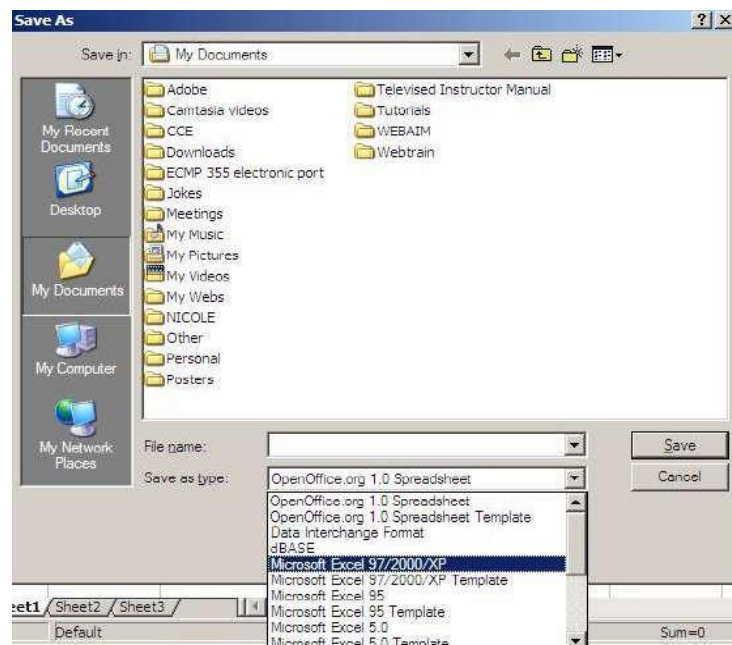 Save As
Save in: My Documents
Adobe
Camtasia videos
CCE
Downloads
ECMP 355 electronic port
Jokes
Meetings
My Music
My Pictures
My Videos
My Webs
NICOLE
Other
Personal
Posters
Televised Instructor Manual
Tutorials
WEBAIM
Webtrain
My Recent
Documents
Desktop
My Documents
My Computer
My Network
Places
File name:
Save
Save as type: OpenOffice.org 1.0 Spreadsheet
Cancel
OpenOffice.org 1.0 Spreadsheet
OpenOffice.org 1.0 Spreadsheet Template
Data Interchange Format
dBASE
Microsoft Excel 97/2000/XP
Microsoft Excel 97/2000/XP Template
Microsoft Excel 95
Microsoft Excel 95 Template
Microsoft Excel 5.0
Microsoft Excel 5.0 Template
eet1 Sheet2 Sheet3
Default
Sum=0